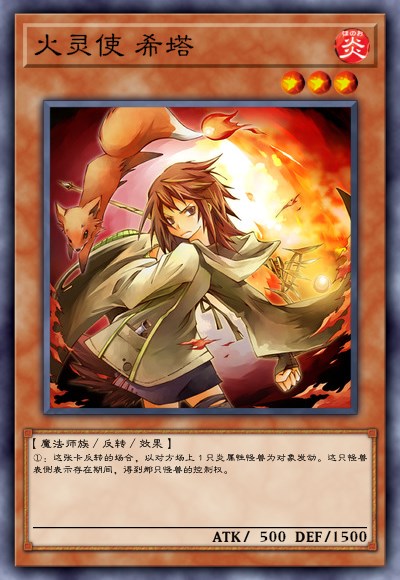 火灵使 希塔
ほのお
炎
【魔法师族／反转／效果】
①：这张卡反转的场合，以对方场上１只炎属性怪兽为对象发动。这只怪兽
表侧表示存在期间，得到那只怪兽的控制权。
ATK/ 500 DEF/1500